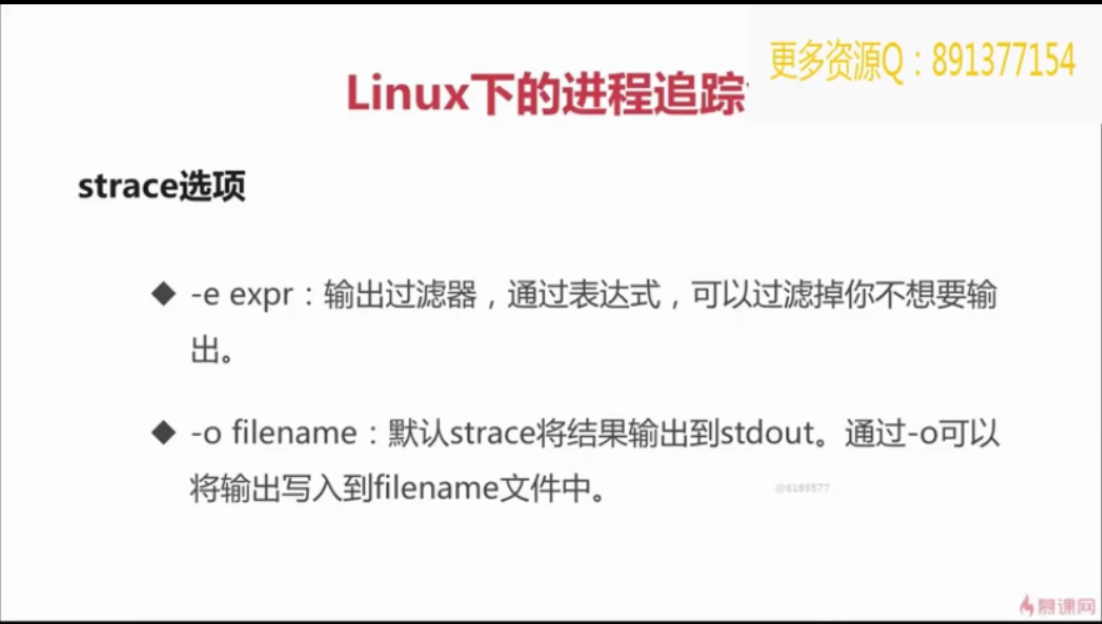 更多资源Q：891377154
Linux下的进程追踪
strace选项
◆ -e expr：输出过滤器，通过表达式，可以过滤掉你不想要输
出。
◆ -o filename：默认strace将结果输出到stdout。通过-o可以
将输出写入到filename文件中。
@6193577
慕课网